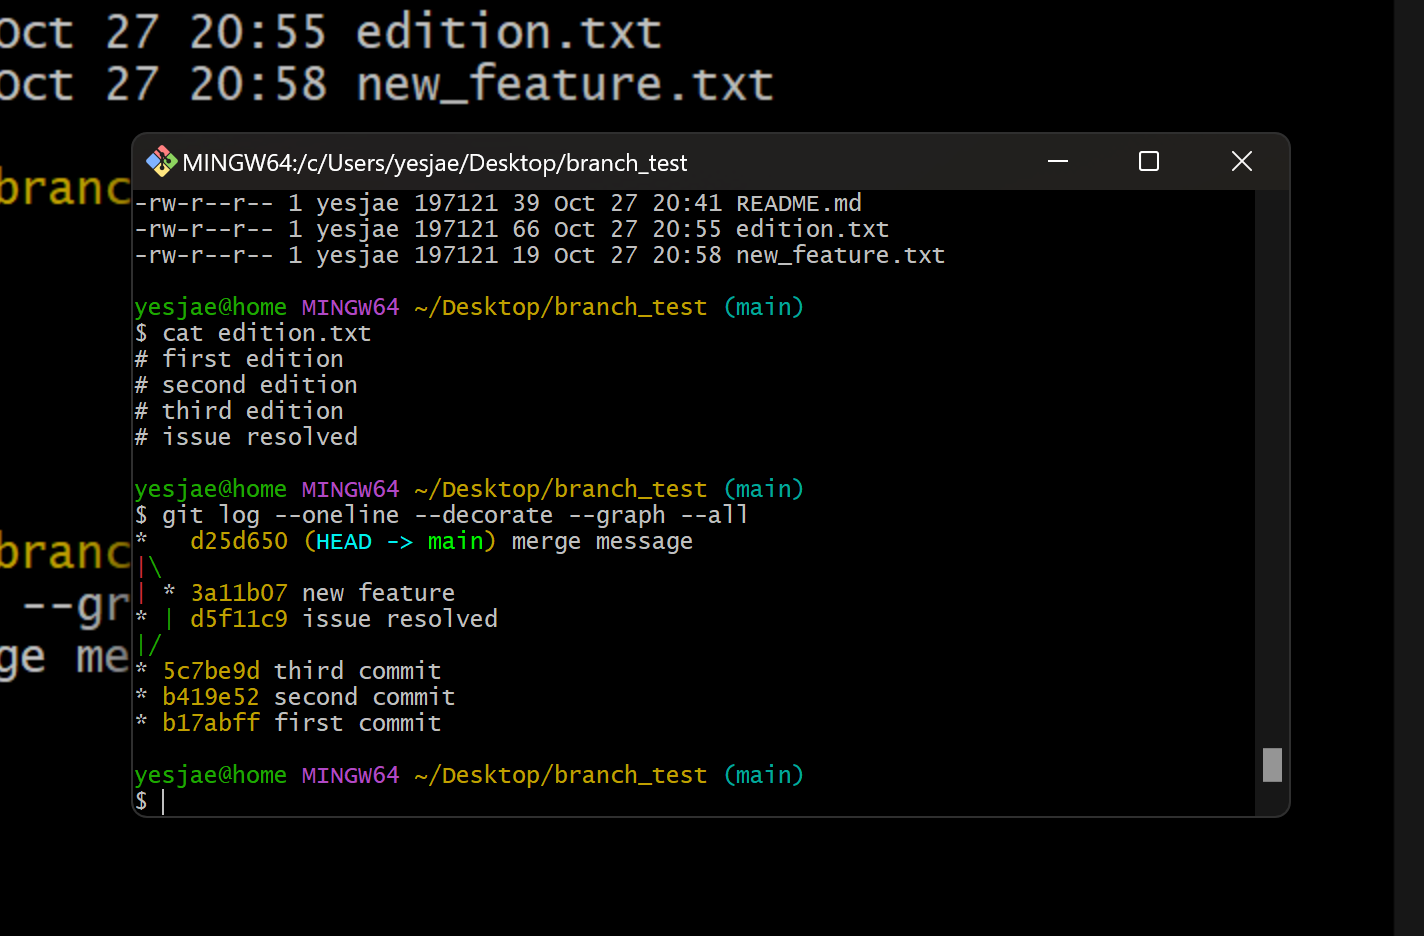 Oct 27 20:55 edition.txt
Oct 27 20:58 new_feature.txt
branc
MINGW64:/c/Users/yesjae/Desktop/branch_test
-rw-r--r-- 1 yesjae 197121 39 Oct 27 20:41 README.md
-rw-r--r-- 1 yesjae 197121 66 Oct 27 20:55 edition.txt
-rw-r--r-- 1 yesjae 197121 19 Oct 27 20:58 new_feature.txt
yesjae@home MINGW64 ~/Desktop/branch_test (main)
$ cat edition.txt
# first edition
# second edition
# third edition
# issue resolved
yesjae@home MINGW64 ~/Desktop/branch_test (main)
$ git log --oneline --decorate --graph --all
*   d25d650 (HEAD -> main) merge message
|\
| * 3a11b07 new feature
* | d5f11c9 issue resolved
|/
* 5c7be9d third commit
* b419e52 second commit
* b17abff first commit
yesjae@home MINGW64 ~/Desktop/branch_test (main)
$
branc
--gr
ge me